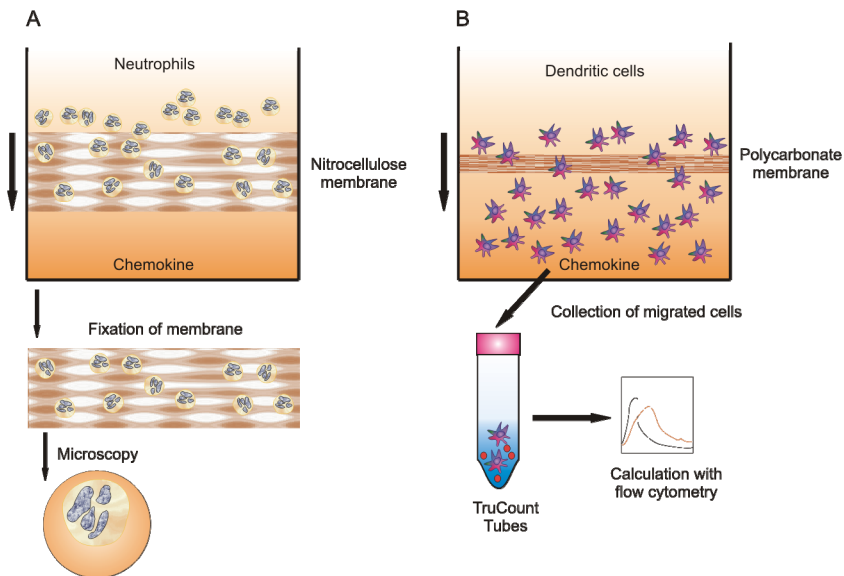 A
Neutrophils
Nitrocellulose
membrane
Chemokine
Fixation of membrane
Microscopy
B
Dendritic cells
Polycarbonate
membrane
Chemokine
Collection of migrated cells
TruCount
Tubes
Calculation with
flow cytometry